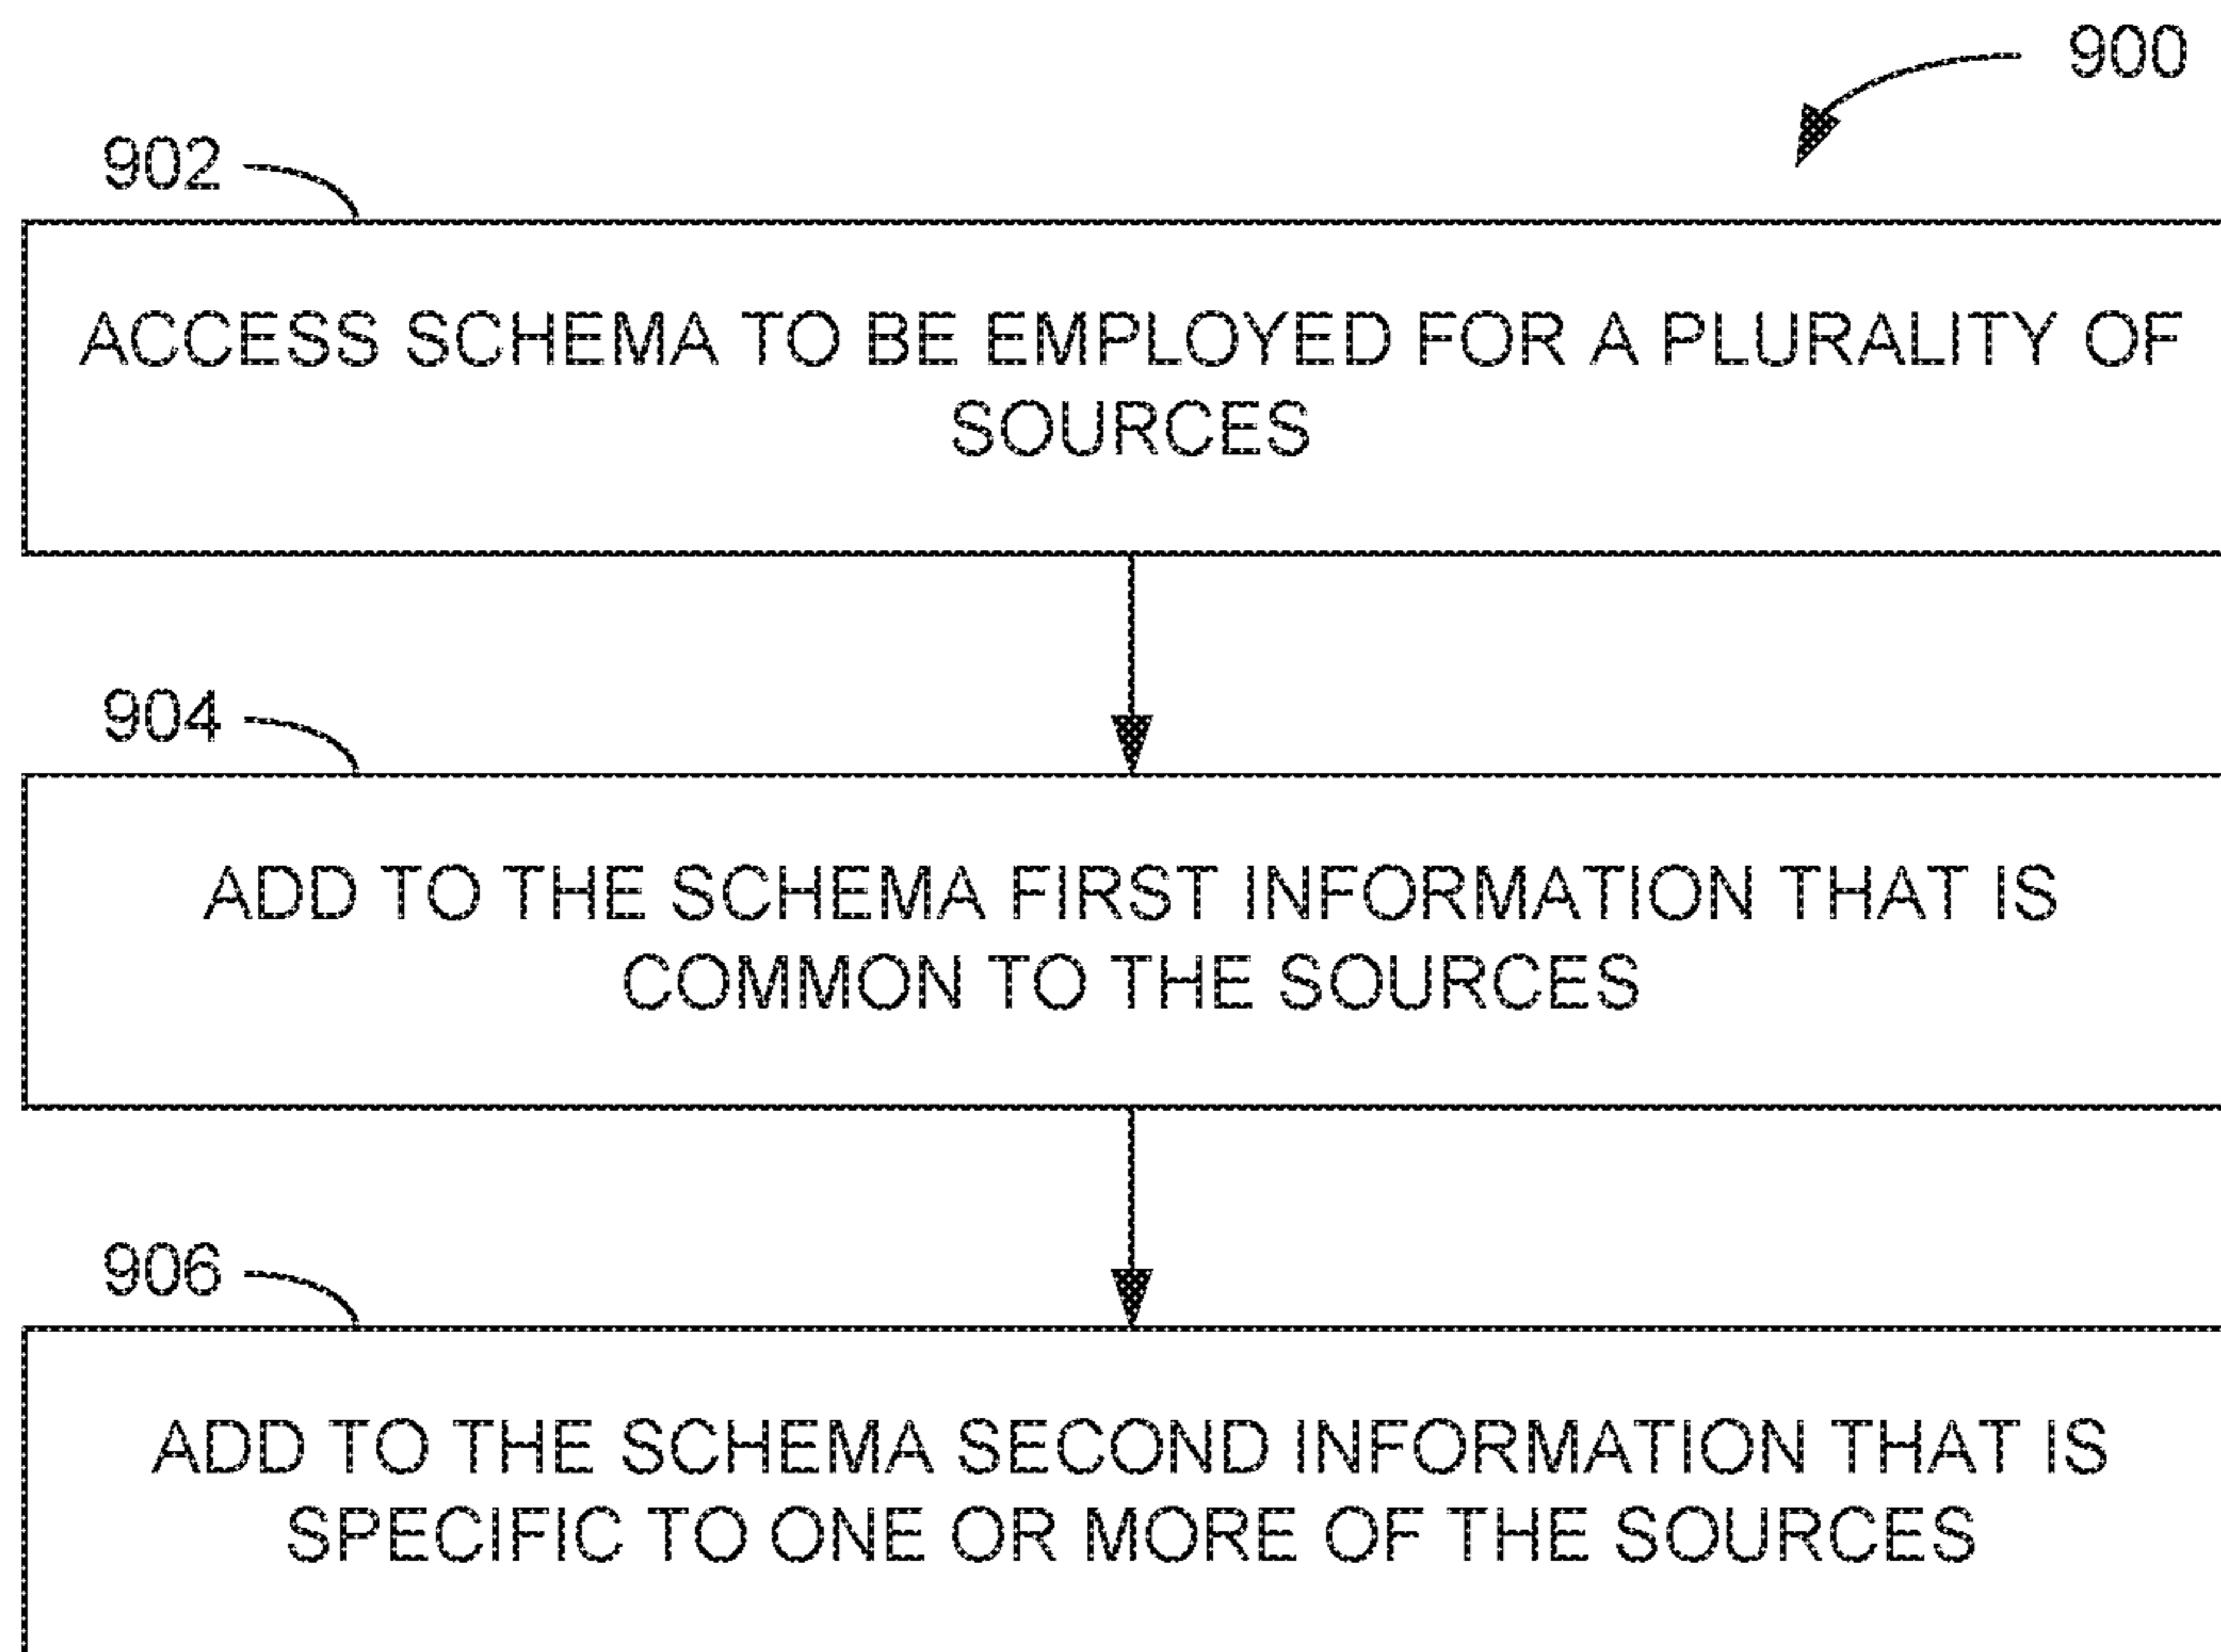 900
902
ACCESS SCHEMA TO BE EMPLOYED FOR A PLURALITY OF
SOURCES
904
ADD TO THE SCHEMA FIRST INFORMATION THAT IS
COMMON TO THE SOURCES
906
ADD TO THE SCHEMA SECOND INFORMATION THAT IS
SPECIFIC TO ONE OR MORE OF THE SOURCES